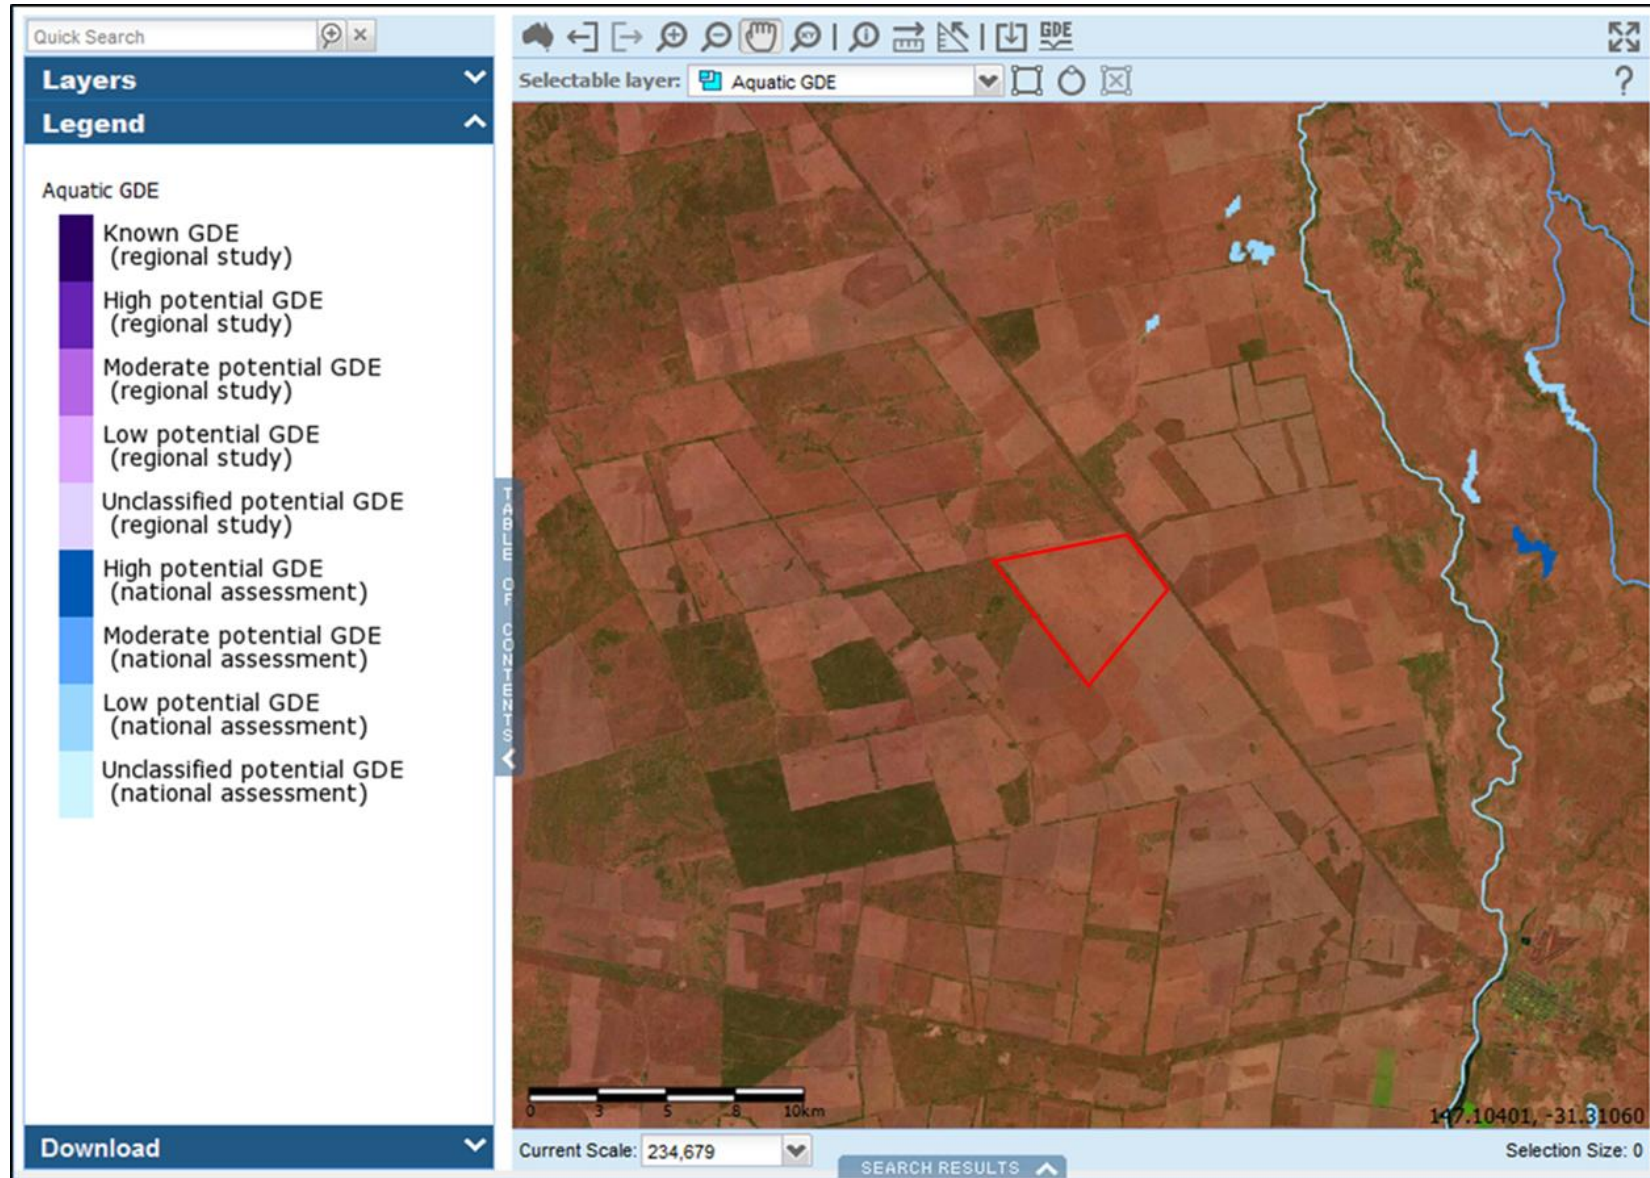 Quick Search
Layers
Legend
Aquatic GDE
Known GDE
(regional study)
High potential GDE
(regional study)
Moderate potential GDE
(regional study)
Low potential GDE
(regional study)
Unclassified potential GDE
(regional study)
High potential GDE
(national assessment)
Moderate potential GDE
(national assessment)
Low potential GDE
(national assessment)
Unclassified potential GDE
(national assessment)
Download
TABLE OF CONTENTS
XY
GDE
Selectable layer: Aquatic GDE
?
0 3 5 8 10km
147.10401, -31.31060
Current Scale: 234,679
Selection Size: 0
SEARCH RESULTS